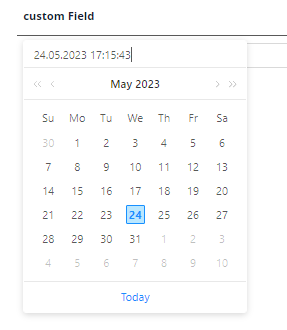 custom Field
24.05.2023 17:15:43
« ‹ May 2023 › »
Su Mo Tu We Th Fr Sa
30 1 2 3 4 5 6
7 8 9 10 11 12 13
14 15 16 17 18 19 20
21 22 23 24 25 26 27
28 29 30 31 1 2 3
4 5 6 7 8 9 10
Today